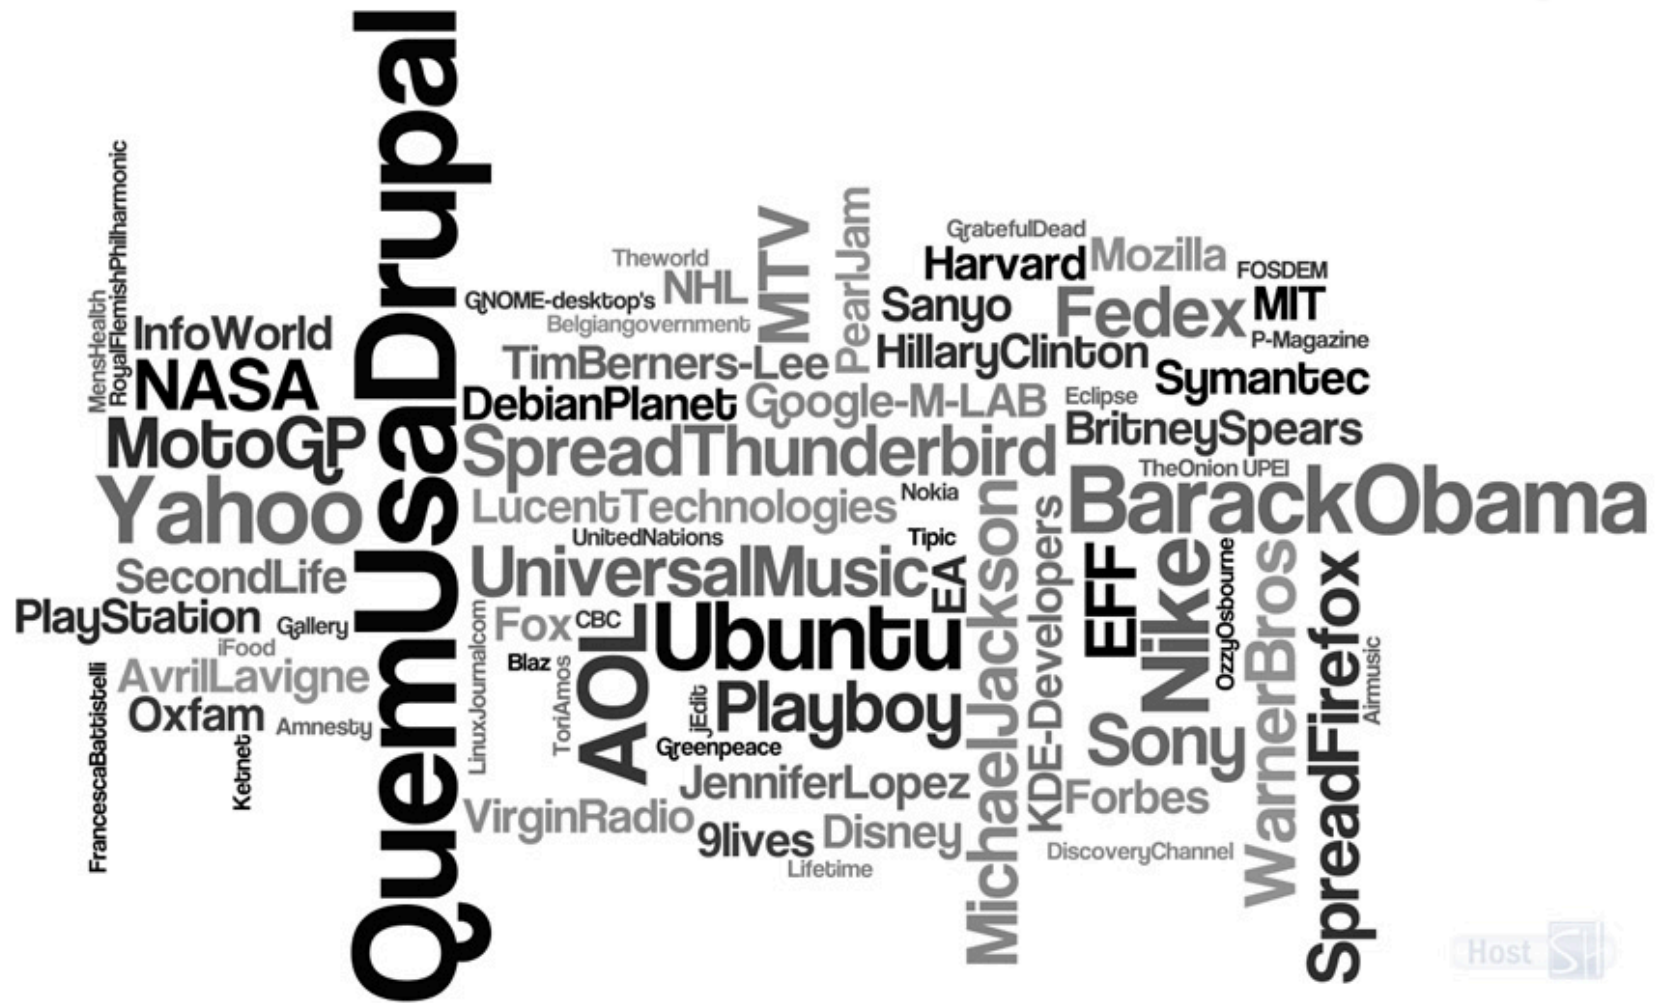 QuemUsaDrupal
MensHealth
RoyalFlemishPhilharmonic
InfoWorld
NASA
MotoGP
Yahoo
SecondLife
PlayStation
Gallery
iFood
AvrilLavigne
Oxfam
Amnesty
FrancescaBattistelli
Ketnet
Theworld
NHL
MTV
PearlJam
GNOME-desktop's
Belgiangovernment
TimBerners-Lee
DebianPlanet
Google-M-LAB
SpreadThunderbird
LucentTechnologies
Nokia
UnitedNations
Tipic
UniversalMusic
EA
GratefulDead
Harvard
Mozilla
FOSDEM
Sanyo
Fedex
MIT
HillaryClinton
P-Magazine
Symantec
Eclipse
BritneySpears
TheOnion
UPEI
BarackObama
LinuxJournalcom
Fox
CBC
Blaz
ToriAmos
AOL
Ubuntu
jEdit
Playboy
Greenpeace
JenniferLopez
VirginRadio
9lives
Disney
Lifetime
MichaelJackson
KDE-Developers
EFF
Nike
OzzyOsbourne
WarnerBros
SpreadFirefox
Airmusic
Sony
Forbes
DiscoveryChannel
Host SH